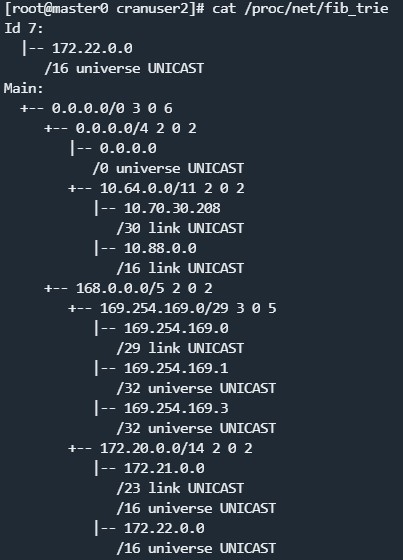 [root@master0 cranuser2]# cat /proc/net/fib_trie
Id 7:
  |-- 172.22.0.0
     /16 universe UNICAST
Main:
  +-- 0.0.0.0/0 3 0 6
     +-- 0.0.0.0/4 2 0 2
        |-- 0.0.0.0
           /0 universe UNICAST
        +-- 10.64.0.0/11 2 0 2
           |-- 10.70.30.208
              /30 link UNICAST
           |-- 10.88.0.0
              /16 link UNICAST
     +-- 168.0.0.0/5 2 0 2
        +-- 169.254.169.0/29 3 0 5
           |-- 169.254.169.0
              /29 link UNICAST
           |-- 169.254.169.1
              /32 universe UNICAST
           |-- 169.254.169.3
              /32 universe UNICAST
        +-- 172.20.0.0/14 2 0 2
           |-- 172.21.0.0
              /23 link UNICAST
              /16 universe UNICAST
           |-- 172.22.0.0
              /16 universe UNICAST